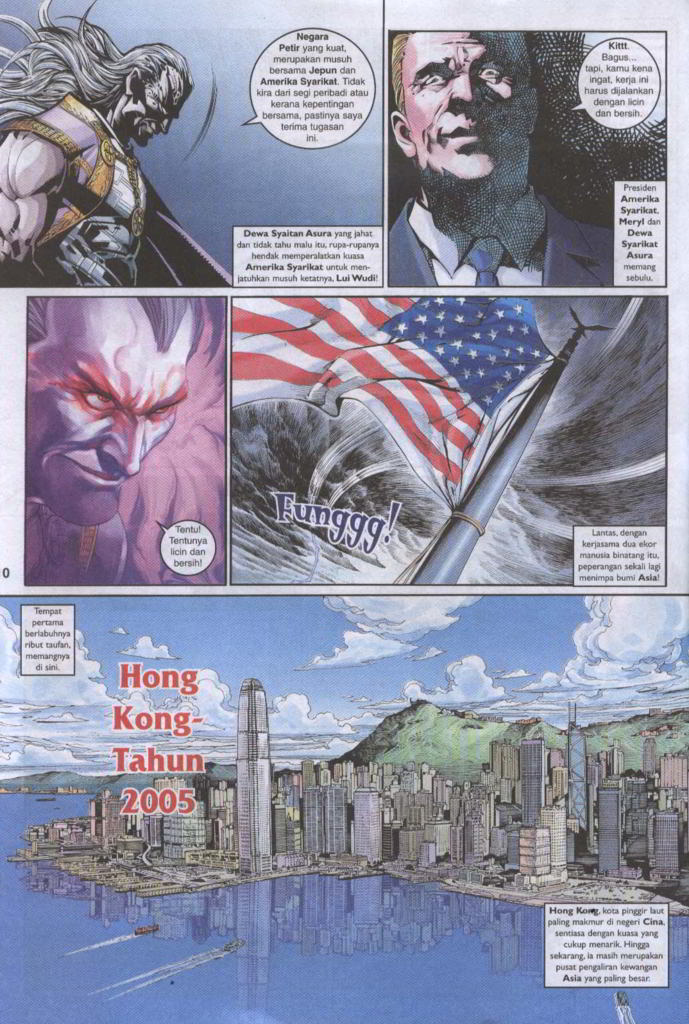 Negara
Petir yang kuat,
merupakan musuh
bersama Jepun dan
Amerika Syarikat. Tidak
kira dari segi peribadi atau
kerana kepentingan
bersama, pastinya saya
terima tugasan
ini.
Kittt.
Bagus...
tapi, kamu kena
ingat, kerja ini
harus dijalankan
dengan licin
dan bersih.
Dewa Syaitan Asura yang jahat
dan tidak tahu malu itu, rupa-rupanya
hendak memperalatkan kuasa
Amerika Syarikat untuk men-
jatuhkan musuh ketatnya, Lui Wudi!
Presiden
Amerika
Syarikat,
Meryl dan
Dewa
Syarikat
Asura
memang
sebulu.
Tentu!
Tentunya
licin dan
bersih!
Funggg!
Lantas, dengan
kerjasama dua ekor
manusia binatang itu,
peperangan sekali lagi
menimpa bumi Asia!
0
Tempat
pertama
berlabuhnya
ribut taufan,
memangnya
di sini.
Hong
Kong-
Tahun
2005
Hong Kong, kota pinggir laut
paling makmur di negeri Cina,
sentiasa dengan kuasa yang
cukup menarik. Hingga
sekarang, ia masih merupakan
pusat pengaliran kewangan
Asia yang paling besar.